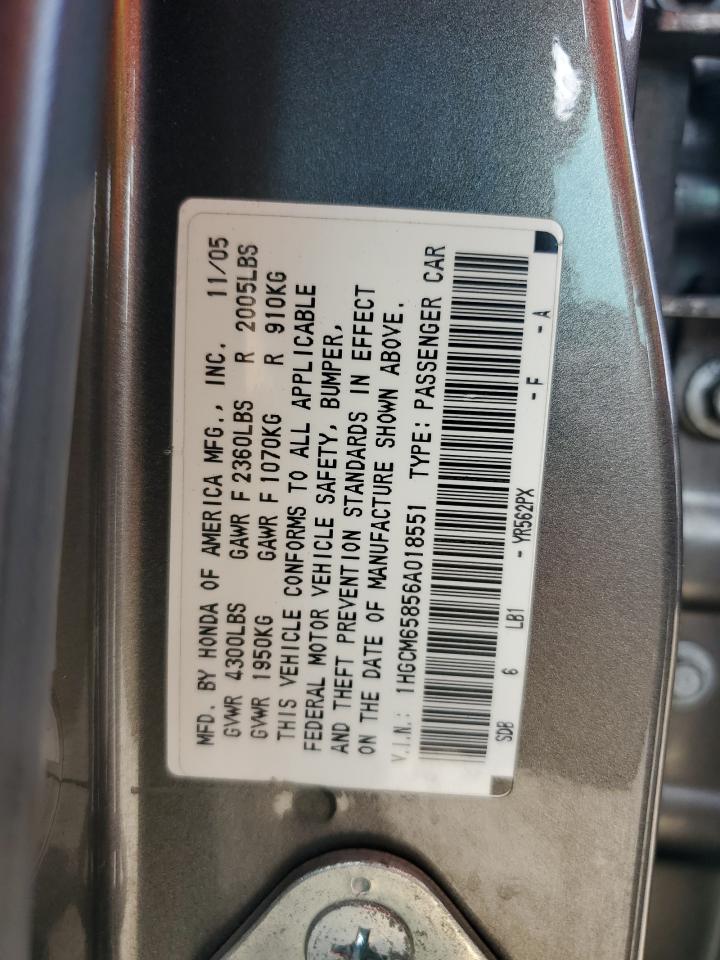 MFD. BY HONDA OF AMERICA MFG., INC. 11/05
GVWR 4300LBS GAWR F 2360LBS R 2005LBS
GVWR 1950KG GAWR F 1070KG R 910KG
THIS VEHICLE CONFORMS TO ALL APPLICABLE
FEDERAL MOTOR VEHICLE SAFETY, BUMPER,
AND THEFT PREVENTION STANDARDS IN EFFECT
ON THE DATE OF MANUFACTURE SHOWN ABOVE.
V.I.N.: 1HGCM65856A018551 TYPE: PASSENGER CAR
SDB 6 LB1 - YR562PX - F - A